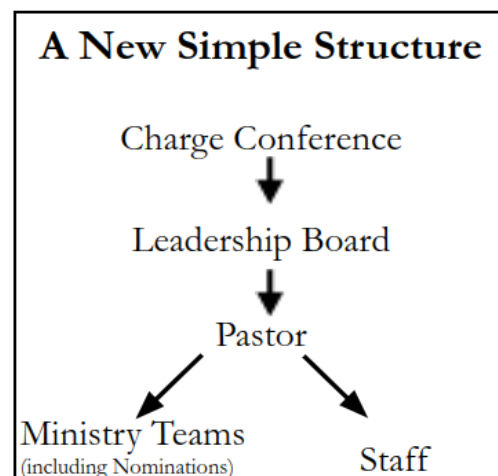 A New Simple Structure
Charge Conference
Leadership Board
Pastor
Ministry Teams
(including Nominations)
Staff